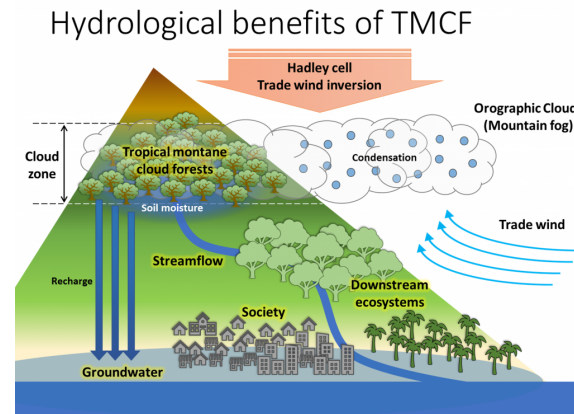 Hydrological benefits of TMCF
Hadley cell
Trade wind inversion
Orographic Cloud
(Mountain fog)
Cloud
zone
Tropical montane
cloud forests
Condensation
Soil moisture
Trade wind
Streamflow
Recharge
Downstream
ecosystems
Society
Groundwater